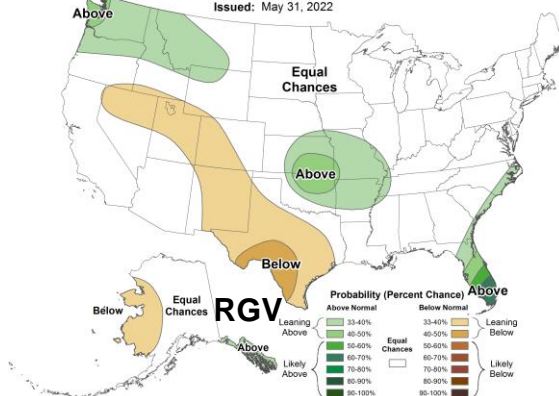 Issued: May 31, 2022
Above
Equal
Chances
Above
Below
Above
Below
Equal
Chances
RGV
Above
Probability (Percent Chance)
Above Normal
Below Normal
Leaning
Above
33-40%
40-50%
50-60%
60-70%
70-80%
80-90%
90-100%
Likely
Above
Equal
Chances
33-40%
40-50%
50-60%
60-70%
70-80%
80-90%
90-100%
Leaning
Below
Likely
Below